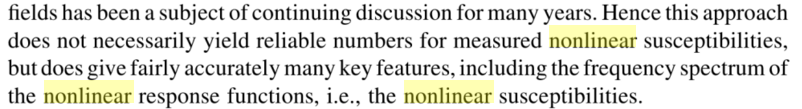 fields has been a subject of continuing discussion for many years. Hence this approach
does not necessarily yield reliable numbers for measured nonlinear susceptibilities,
but does give fairly accurately many key features, including the frequency spectrum of
the nonlinear response functions, i.e., the nonlinear susceptibilities.